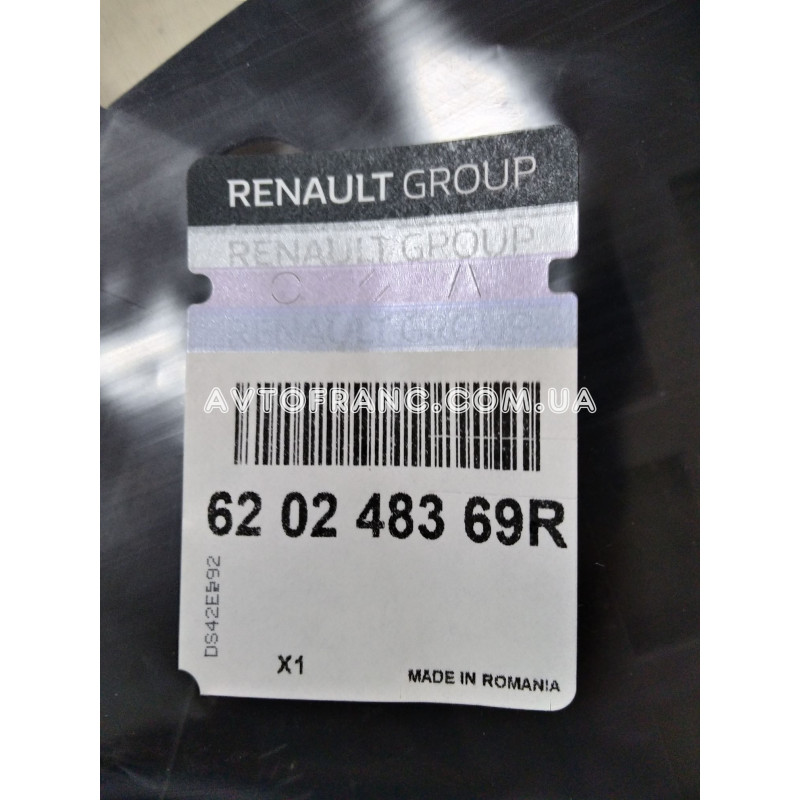 RENAULT GROUP
RENAULT GROUP
RENAULT GROUP
AVTOFRANC.COM.UA
62 02 483 69R
X1
MADE IN ROMANIA